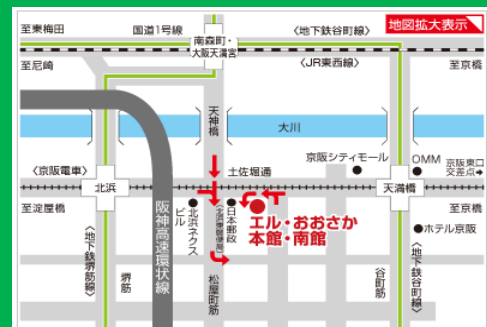 至東梅田
国道1号線
南森町・
大阪天満宮
〈地下鉄谷町線〉
地図拡大表示
至尼崎
〈JR東西線〉
至京橋
天神橋
大川
京阪シティモール
OMM
京阪東口
交差点→
〈京阪電車〉
土佐堀通
北浜
天満橋
至淀屋橋
至京橋
阪神高速環状線
北浜ネクス
ビル
(北浜東郵便局)
日本郵政
エル・おおさか
本館・南館
ホテル京阪
〈地下鉄堺筋線〉
堺筋
松屋町筋
谷町筋
〈地下鉄谷町線〉